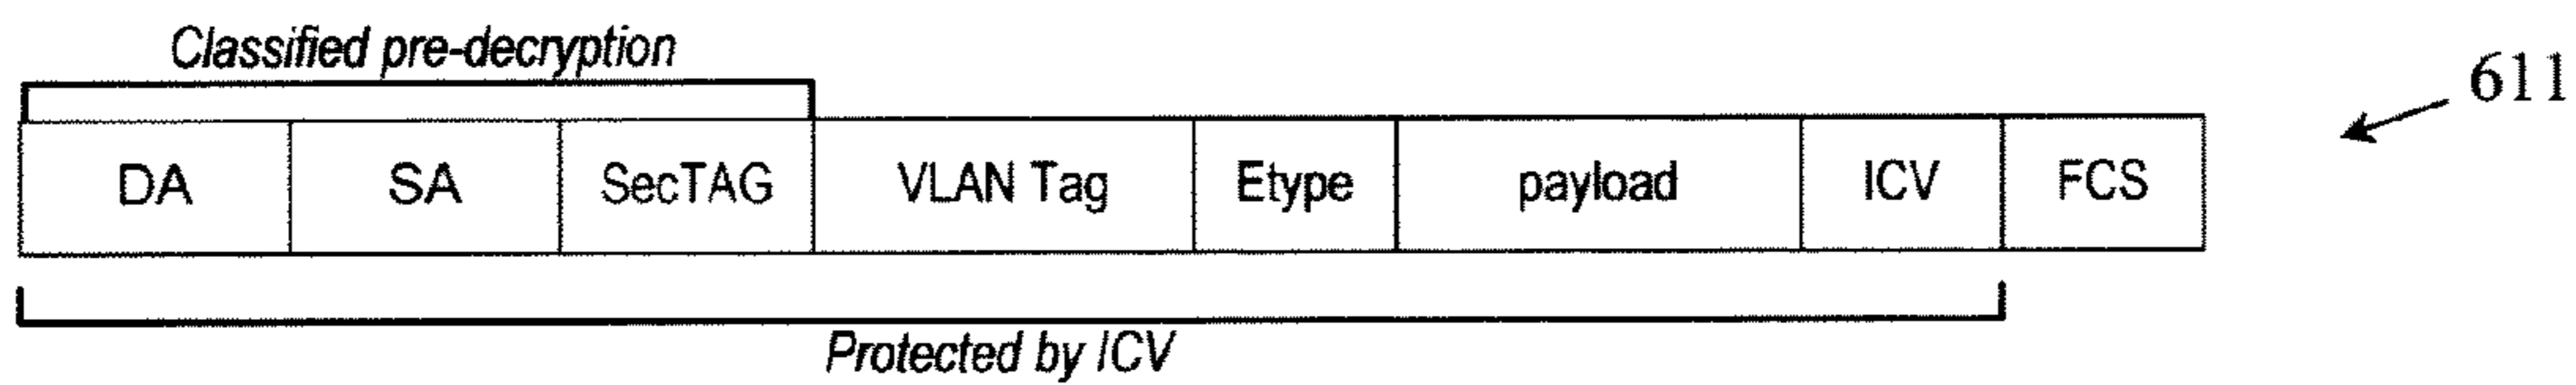 Classified pre-decryption
611
DA SA SecTAG VLAN Tag Etype payload ICV FCS
Protected by ICV